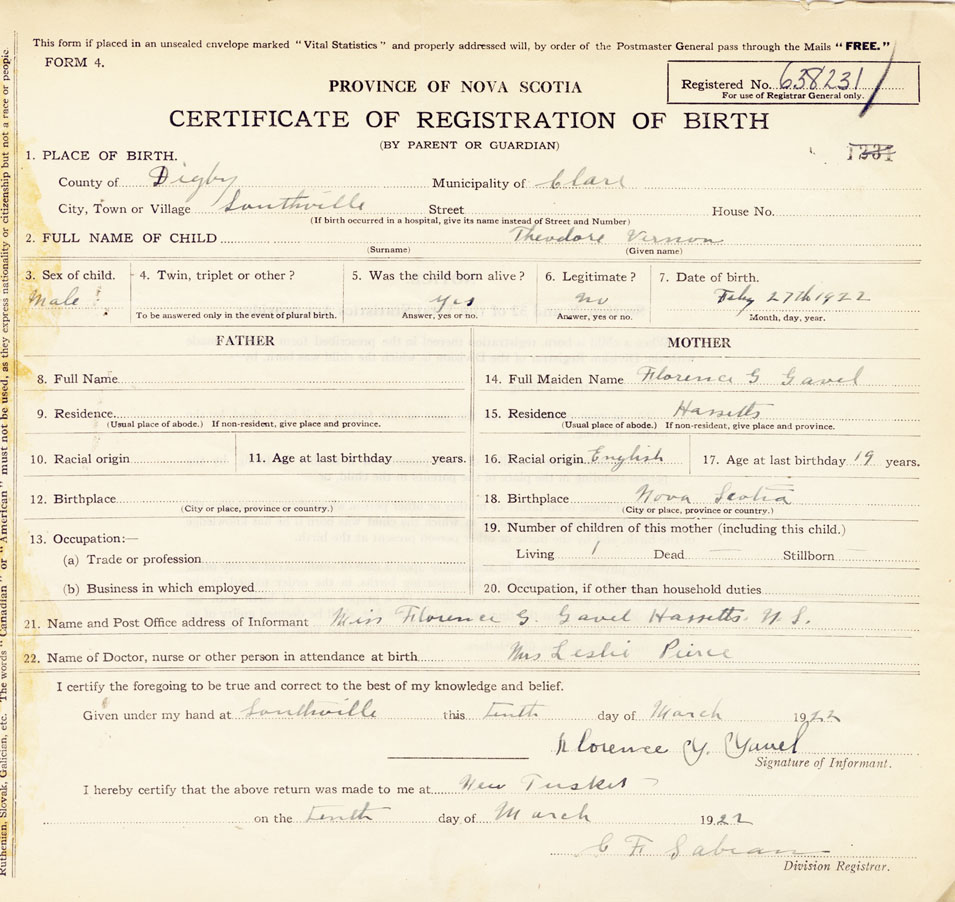 This form if placed in an unsealed envelope marked "Vital Statistics" and properly addressed will, by order of the Postmaster General pass through the Mails "FREE."
FORM 4.
PROVINCE OF NOVA SCOTIA
Registered No. 638231
For use of Registrar General only.
CERTIFICATE OF REGISTRATION OF BIRTH
(BY PARENT OR GUARDIAN)
1. PLACE OF BIRTH.
County of Digby Municipality of Clare
City, Town or Village Southville Street House No.
(If birth occurred in a hospital, give its name instead of Street and Number)
2. FULL NAME OF CHILD Theodore Vernon
(Surname) (Given name)
3. Sex of child. 4. Twin, triplet or other? 5. Was the child born alive? 6. Legitimate? 7. Date of birth.
Male yes no Feby 27th 1922
To be answered only in the event of plural birth. Answer, yes or no. Answer, yes or no. Month, day, year.
FATHER MOTHER
8. Full Name 14. Full Maiden Name Florence G Gavel
9. Residence 15. Residence Hassetts
(Usual place of abode.) If non-resident, give place and province. (Usual place of abode.) If non-resident, give place and province.
10. Racial origin 11. Age at last birthday years. 16. Racial origin English 17. Age at last birthday 19 years.
12. Birthplace 18. Birthplace Nova Scotia
(City or place, province or country.) (City or place, province or country.)
13. Occupation:— 19. Number of children of this mother (including this child.)
(a) Trade or profession Living 1 Dead — Stillborn —
(b) Business in which employed 20. Occupation, if other than household duties
21. Name and Post Office address of Informant Miss Florence G. Gavel Hassetts N.S.
22. Name of Doctor, nurse or other person in attendance at birth Mrs Leslie Pierce
I certify the foregoing to be true and correct to the best of my knowledge and belief.
Given under my hand at Southville this tenth day of March 1922
Florence G. Gavel
Signature of Informant.
I hereby certify that the above return was made to me at New Tusket
on the tenth day of March 1922
C F Sabean
Division Registrar.
Ruthenian, Slovak, Galician, etc. The words "Canadian" or "American" must not be used, as they express nationality or citizenship but not a race or people.